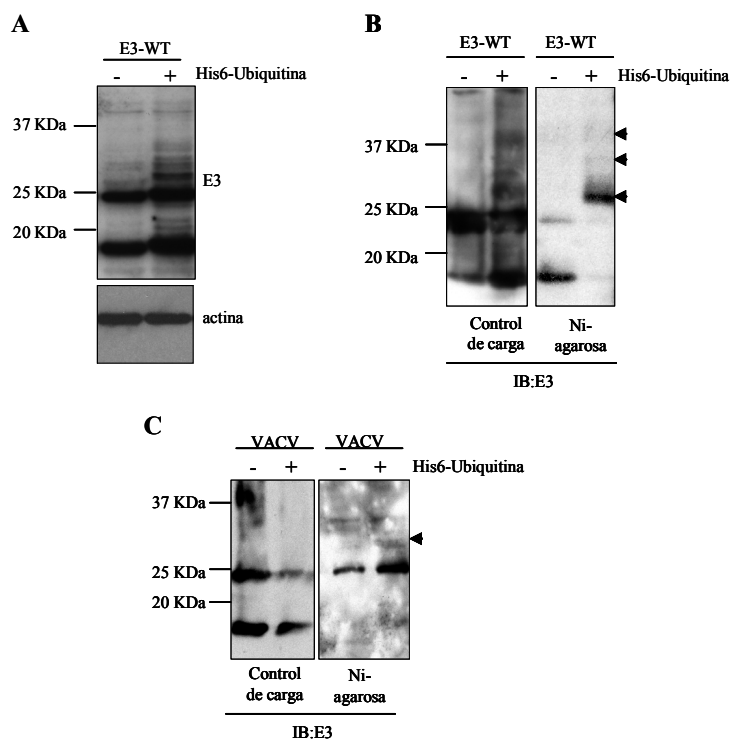 A
E3-WT
- + His6-Ubiquitina
37 KDa
25 KDa
20 KDa
E3
actina
B
E3-WT E3-WT
- + - + His6-Ubiquitina
37 KDa
25 KDa
20 KDa
Control de carga
Ni-agarosa
IB:E3
C
VACV VACV
- + - + His6-Ubiquitina
37 KDa
25 KDa
20 KDa
Control de carga
Ni-agarosa
IB:E3